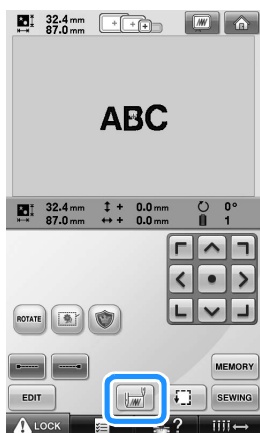 32.4 mm
87.0 mm
ABC
32.4 mm + 0.0 mm 0°
87.0 mm + 0.0 mm 1
ROTATE
MEMORY
EDIT
SEWING
LOCK ?